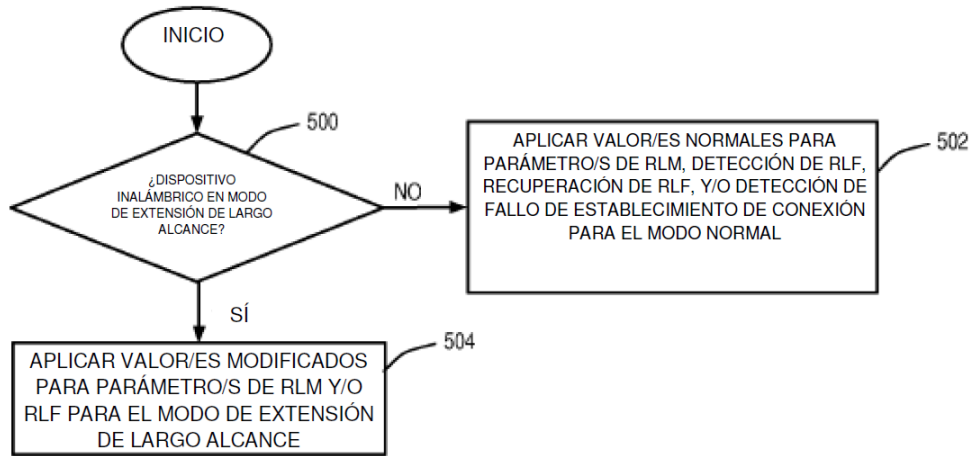 INICIO
500
¿DISPOSITIVO
INALÁMBRICO EN MODO
DE EXTENSIÓN DE LARGO
ALCANCE?
NO
APLICAR VALOR/ES NORMALES PARA
PARÁMETRO/S DE RLM, DETECCIÓN DE RLF,
RECUPERACIÓN DE RLF, Y/O DETECCIÓN DE
FALLO DE ESTABLECIMIENTO DE CONEXIÓN
PARA EL MODO NORMAL
502
SÍ
504
APLICAR VALOR/ES MODIFICADOS
PARA PARÁMETRO/S DE RLM Y/O
RLF PARA EL MODO DE EXTENSIÓN
DE LARGO ALCANCE